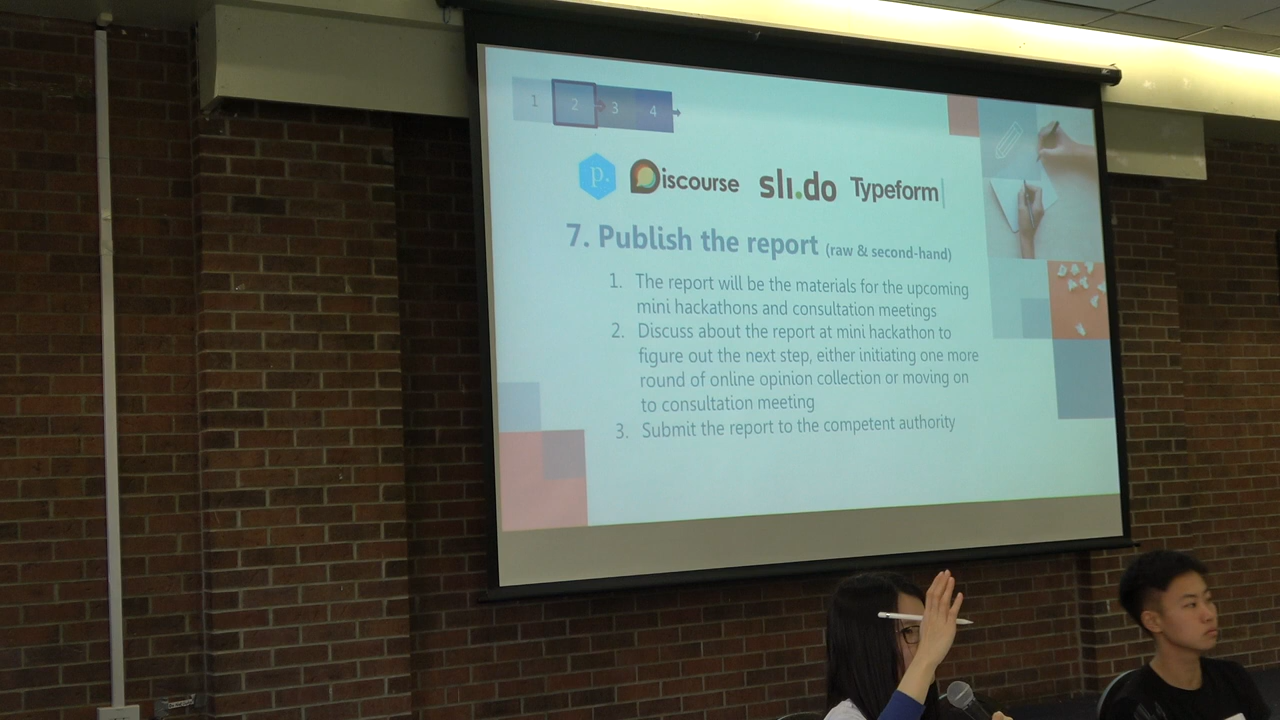 1 2 3 4
p. Discourse sli.do Typeform
7. Publish the report (raw & second-hand)
1. The report will be the materials for the upcoming
mini hackathons and consultation meetings
2. Discuss about the report at mini hackathon to
figure out the next step, either initiating one more
round of online opinion collection or moving on
to consultation meeting
3. Submit the report to the competent authority